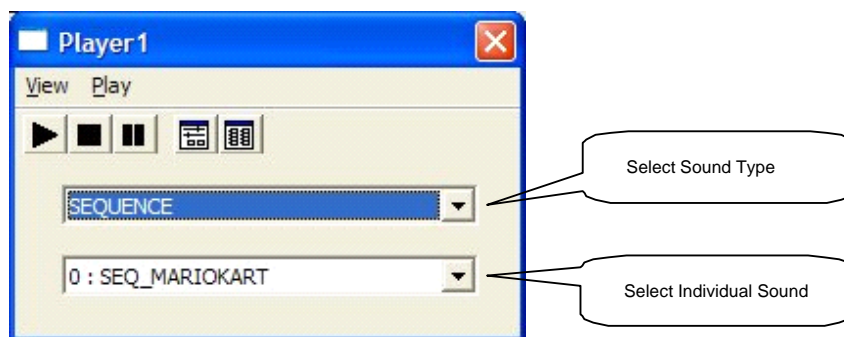 Player1
View Play
Select Sound Type
SEQUENCE
0 : SEQ_MARIOKART
Select Individual Sound